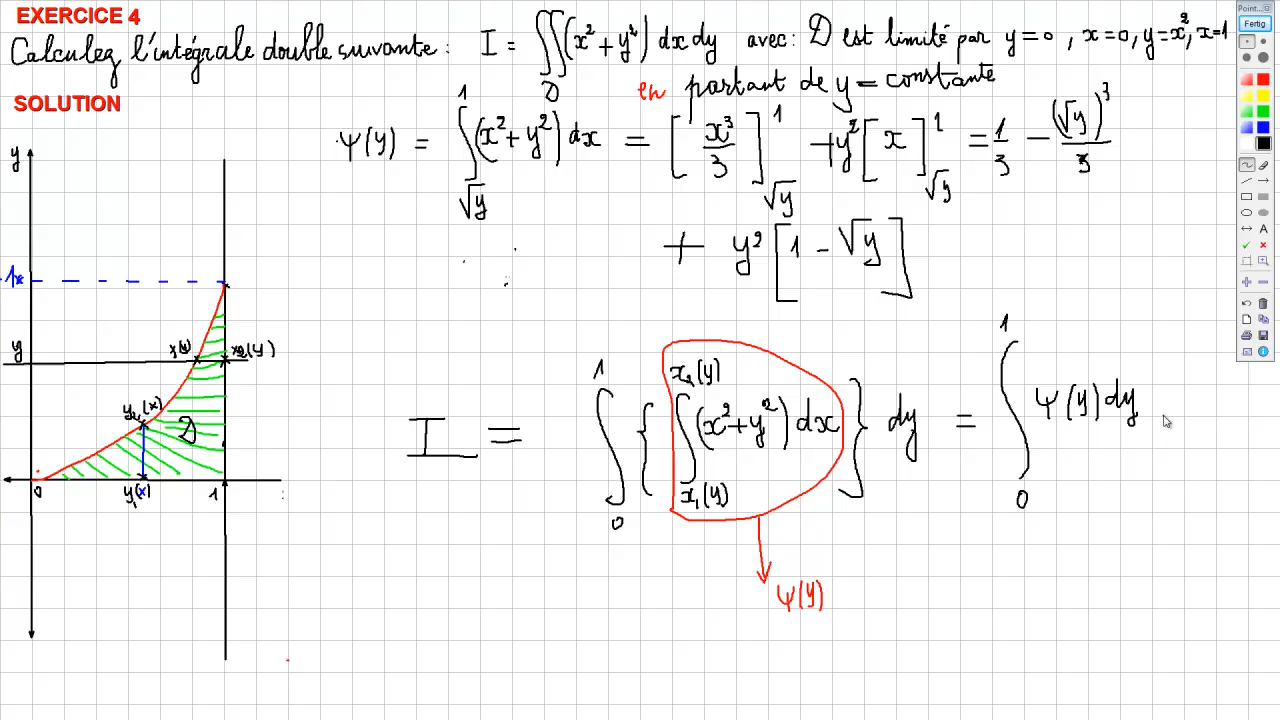 EXERCICE 4
Calculez l'intégrale double suivante : I = ∬_D (x² + y²) dx dy avec : D est limité par y = 0 , x = 0, y = x², x = 1
en partant de y = constante
SOLUTION
Ψ(y) = ∫_{√y}^{1} (x² + y²) dx = [x³/3]_{√y}^{1} + y² [x]_{√y}^{1} = 1/3 − (√y)³/3
+ y² [1 − √y]
I = ∫_0^1 { ∫_{x₁(y)}^{x₂(y)} (x² + y²) dx } dy = ∫_0^1 Ψ(y) dy
Ψ(y)
y
1
y
x₁(y)
x₂(y)
y₂(x)
D
0
y₁(x)
1
Point...
Fertig
A